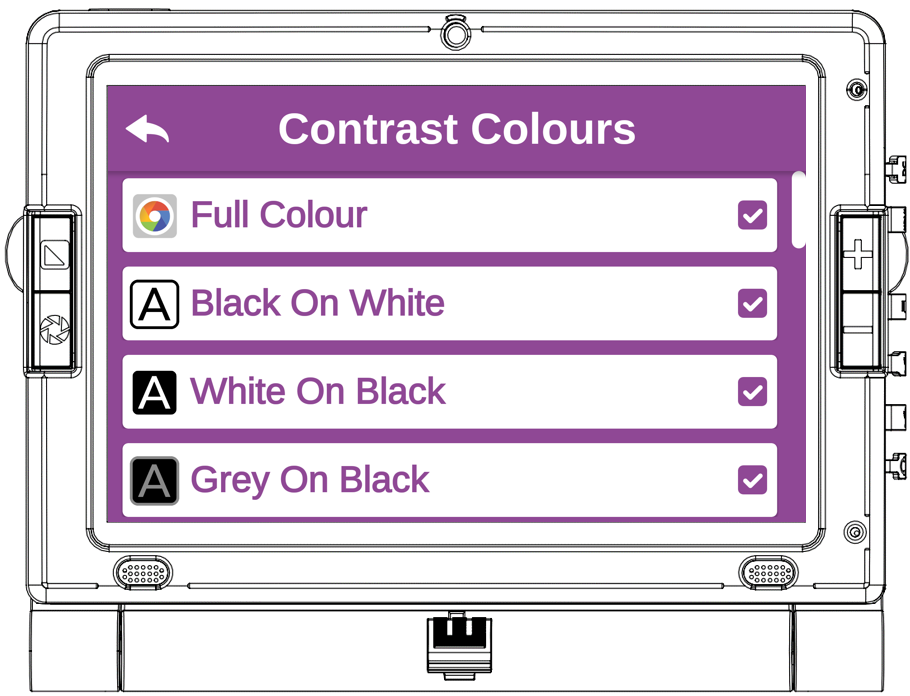 Contrast Colours
Full Colour
A Black On White
A White On Black
A Grey On Black